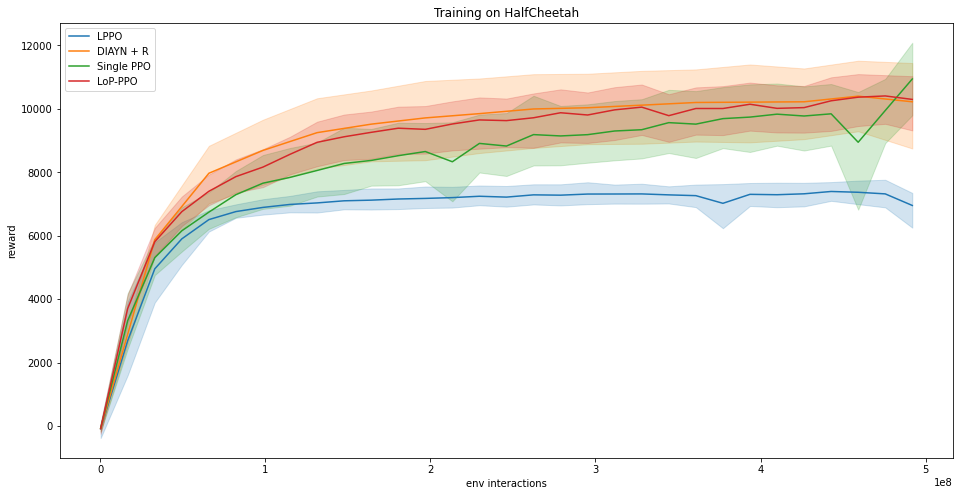 Training on HalfCheetah
LPPO
DIAYN + R
Single PPO
LoP-PPO
reward
12000
10000
8000
6000
4000
2000
0
0 1 2 3 4 5
1e8
env interactions